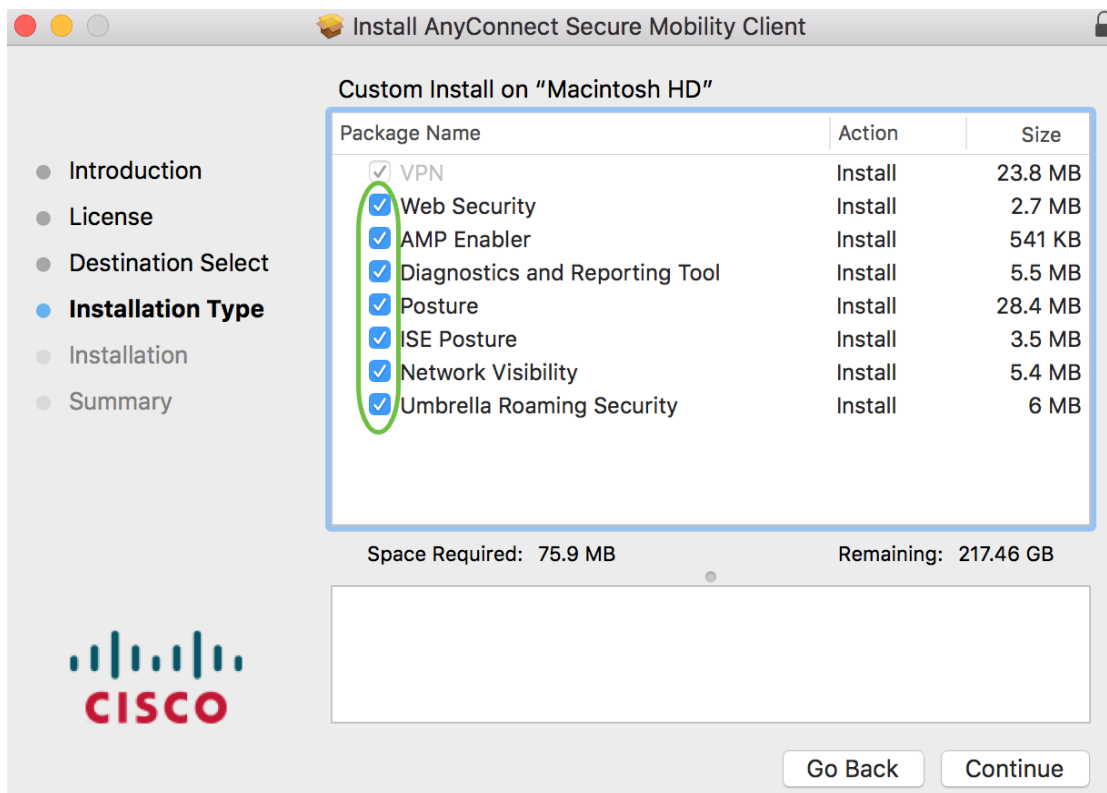 Install AnyConnect Secure Mobility Client
Custom Install on “Macintosh HD”
Introduction
License
Destination Select
Installation Type
Installation
Summary
Package Name Action Size
VPN Install 23.8 MB
Web Security Install 2.7 MB
AMP Enabler Install 541 KB
Diagnostics and Reporting Tool Install 5.5 MB
Posture Install 28.4 MB
ISE Posture Install 3.5 MB
Network Visibility Install 5.4 MB
Umbrella Roaming Security Install 6 MB
Space Required: 75.9 MB Remaining: 217.46 GB
CISCO
Go Back Continue